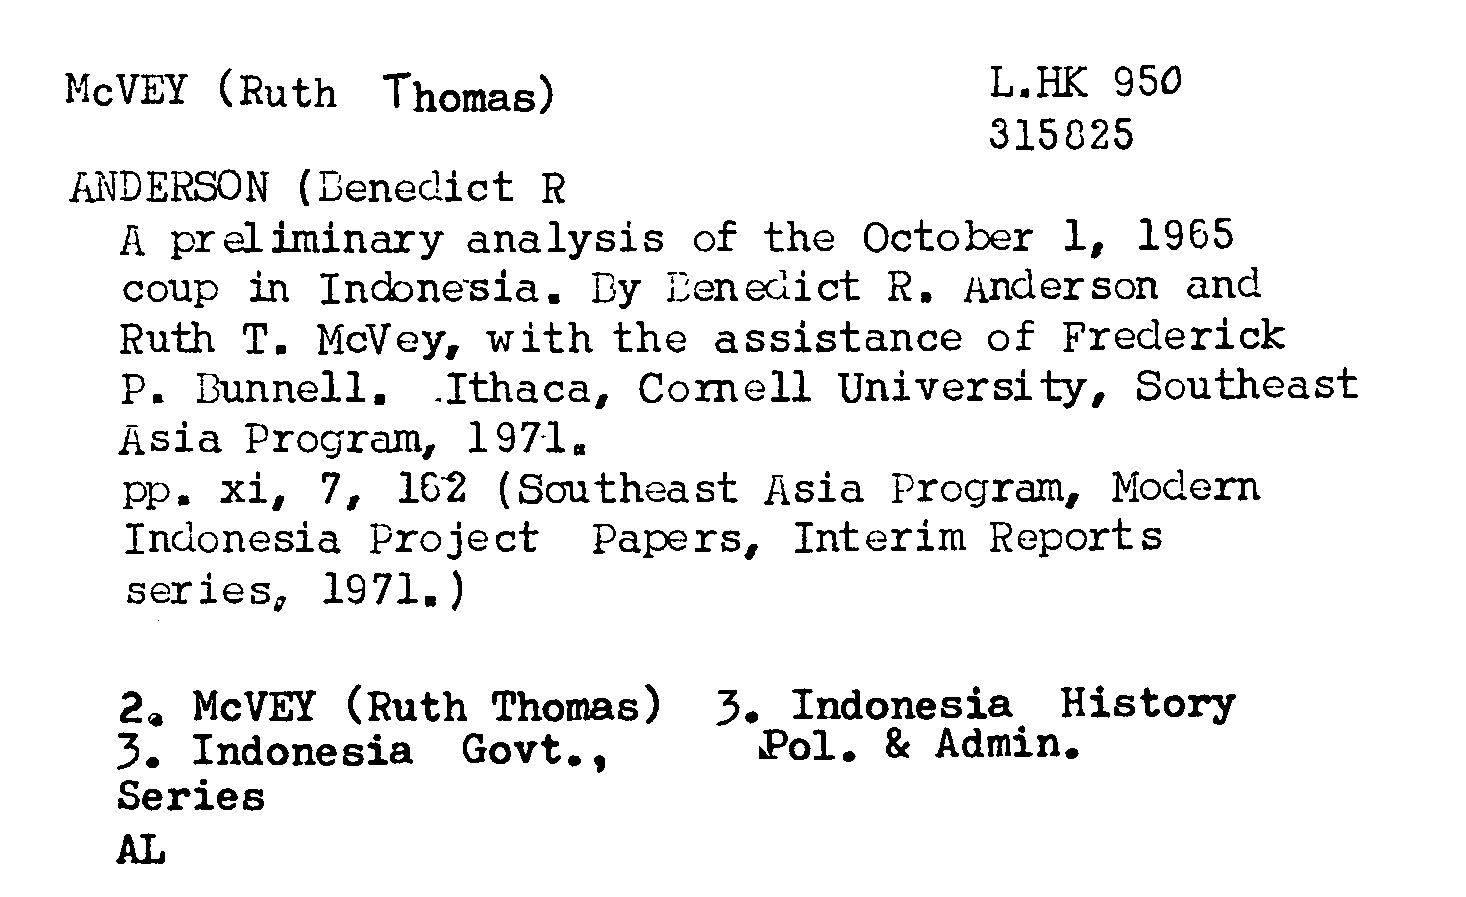 McVEY (Ruth Thomas) L.HK 950
315825
ANDERSON (Benedict R
A preliminary analysis of the October 1, 1965
coup in Indonesia. By Benedict R. Anderson and
Ruth T. McVey, with the assistance of Frederick
P. Bunnell. Ithaca, Cornell University, Southeast
Asia Program, 1971.
pp. xi, 7, 162 (Southeast Asia Program, Modern
Indonesia Project Papers, Interim Reports
series, 1971.)
2. McVEY (Ruth Thomas) 3. Indonesia History
3. Indonesia Govt., Pol. & Admin.
Series
AL